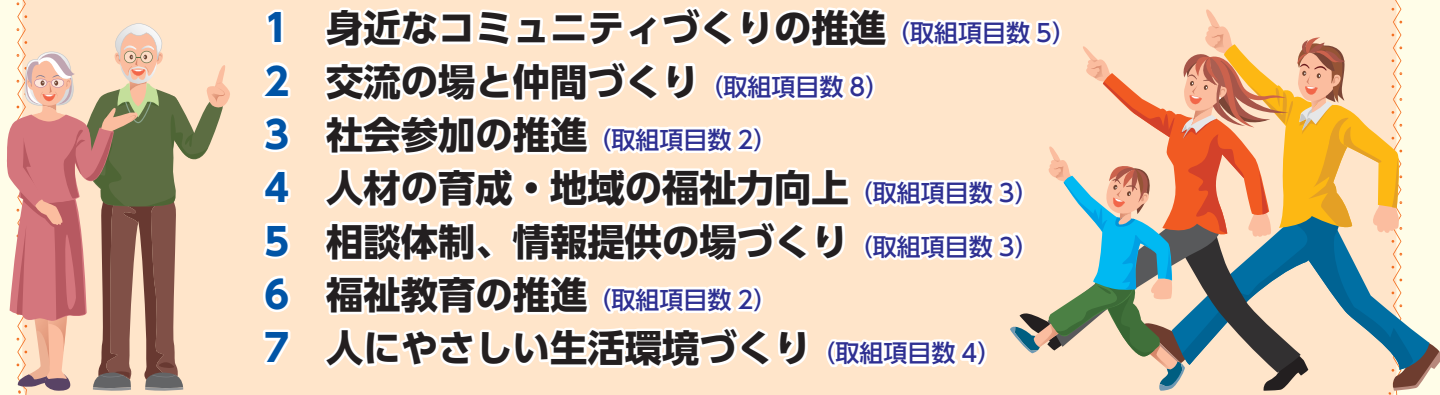 1 身近なコミュニティづくりの推進（取組項目数 5）
2 交流の場と仲間づくり（取組項目数 8）
3 社会参加の推進（取組項目数 2）
4 人材の育成・地域の福祉力向上（取組項目数 3）
5 相談体制、情報提供の場づくり（取組項目数 3）
6 福祉教育の推進（取組項目数 2）
7 人にやさしい生活環境づくり（取組項目数 4）